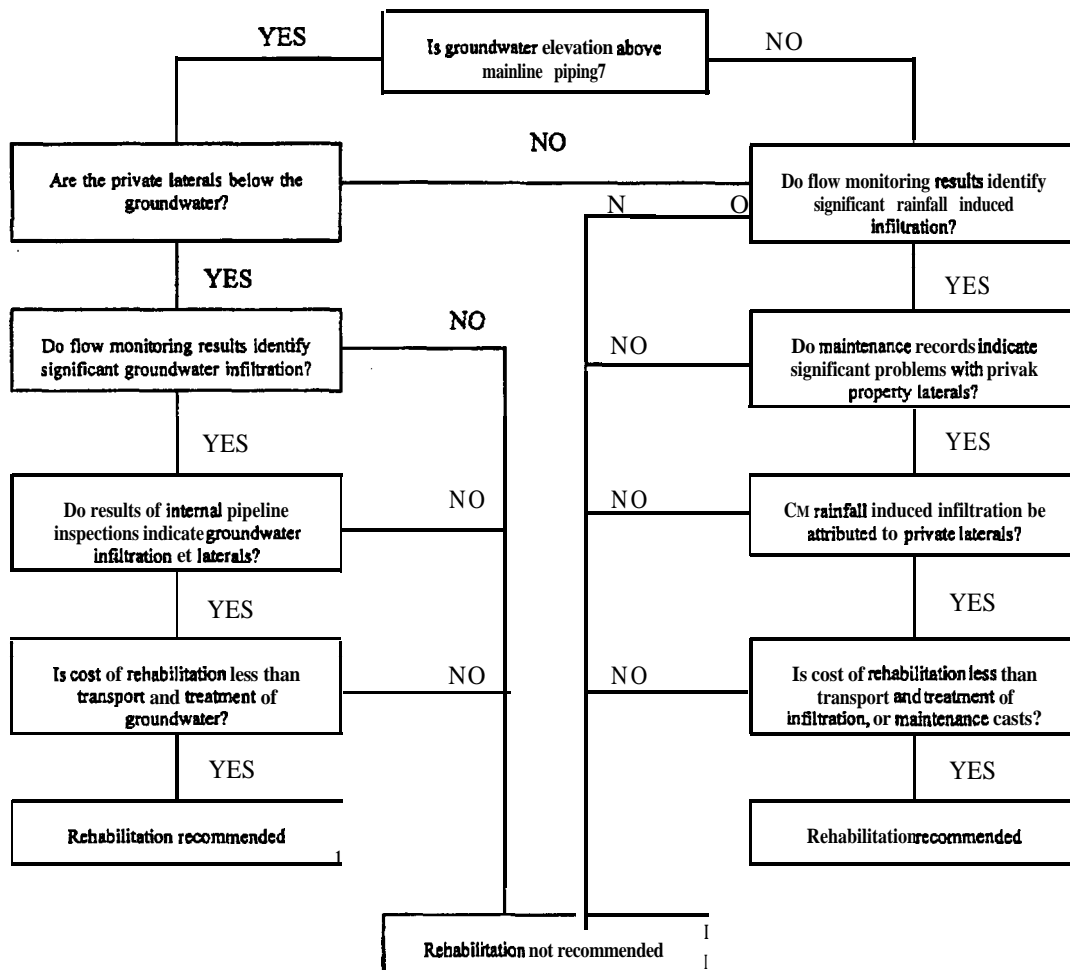 YES
Is groundwater elevation above
mainline piping7
NO
Are the private laterals below the
groundwater?
NO
Do flow monitoring results identify
significant rainfall induced
infiltration?
N O
YES
YES
Do flow monitoring results identify
significant groundwater infiltration?
NO
NO
Do maintenance records indicate
significant problems with privak
property laterals?
YES
YES
Do results of internal pipeline
inspections indicate groundwater
infiltration et laterals?
NO
NO
CM rainfall induced infiltration be
attributed to private laterals?
YES
YES
Is cost of rehabilitation less than
transport and treatment of
groundwater?
NO
NO
Is cost of rehabilitation less than
transport and treatment of
infiltration, or maintenance casts?
YES
YES
Rehabilitation recommended
1
Rehabilitation recommended
Rehabilitation not recommended
I
I